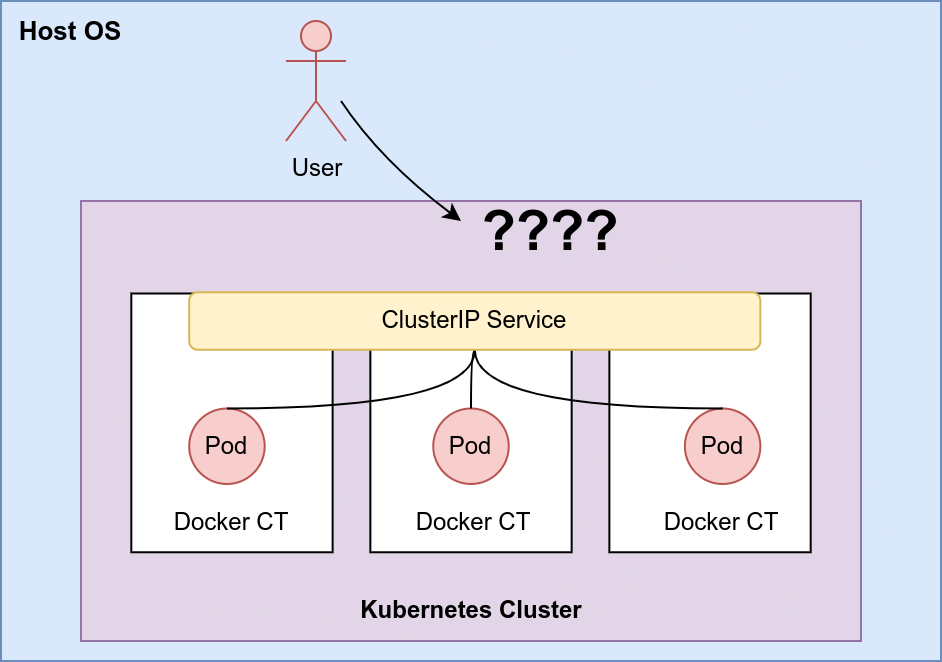 Host OS
User
????
ClusterIP Service
Pod
Pod
Pod
Docker CT
Docker CT
Docker CT
Kubernetes Cluster